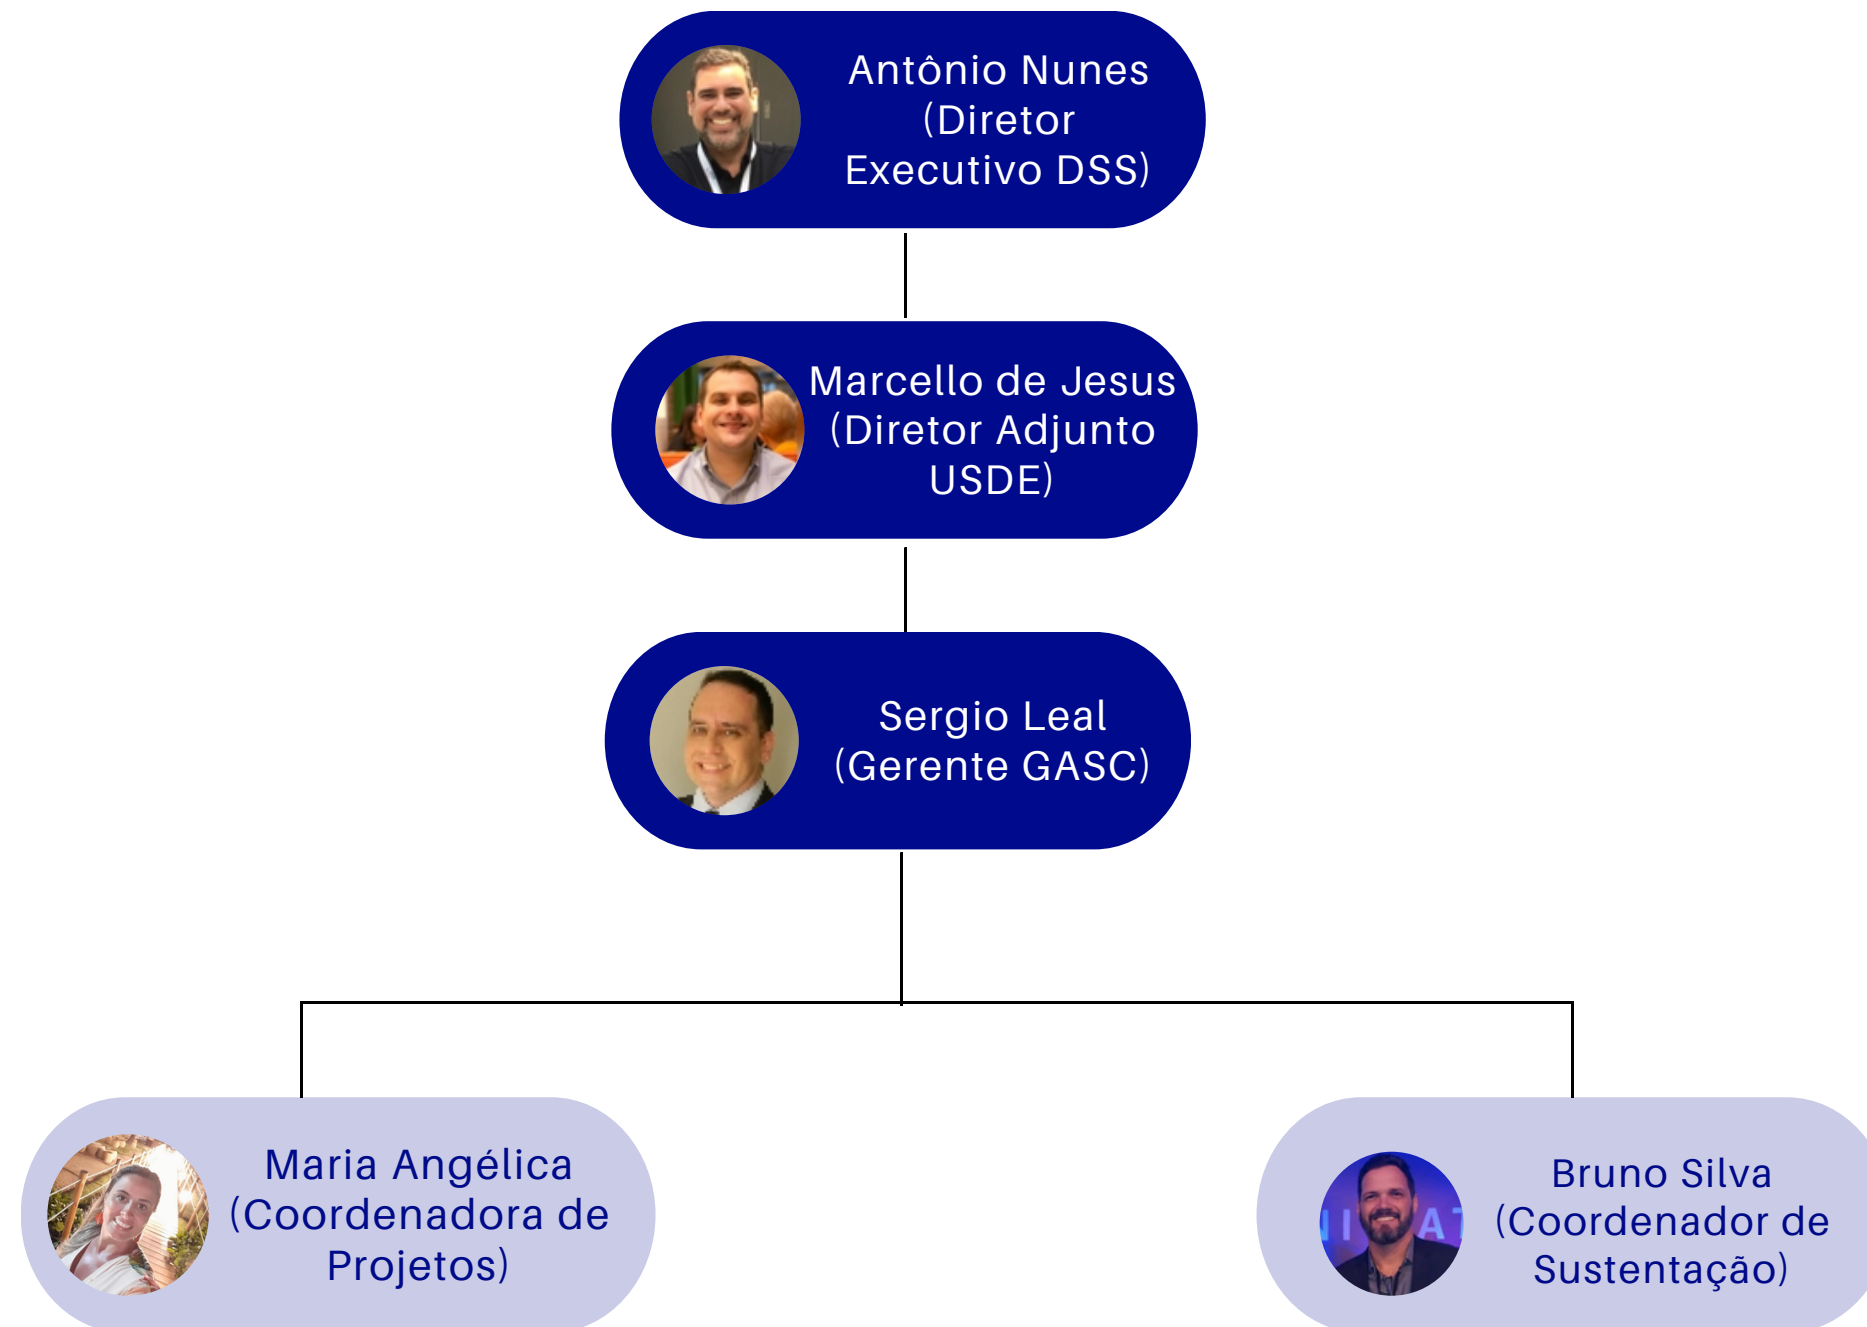 Antônio Nunes
(Diretor
Executivo DSS)
Marcello de Jesus
(Diretor Adjunto
USDE)
Sergio Leal
(Gerente GASC)
Maria Angélica
(Coordenadora de
Projetos)
Bruno Silva
(Coordenador de
Sustentação)